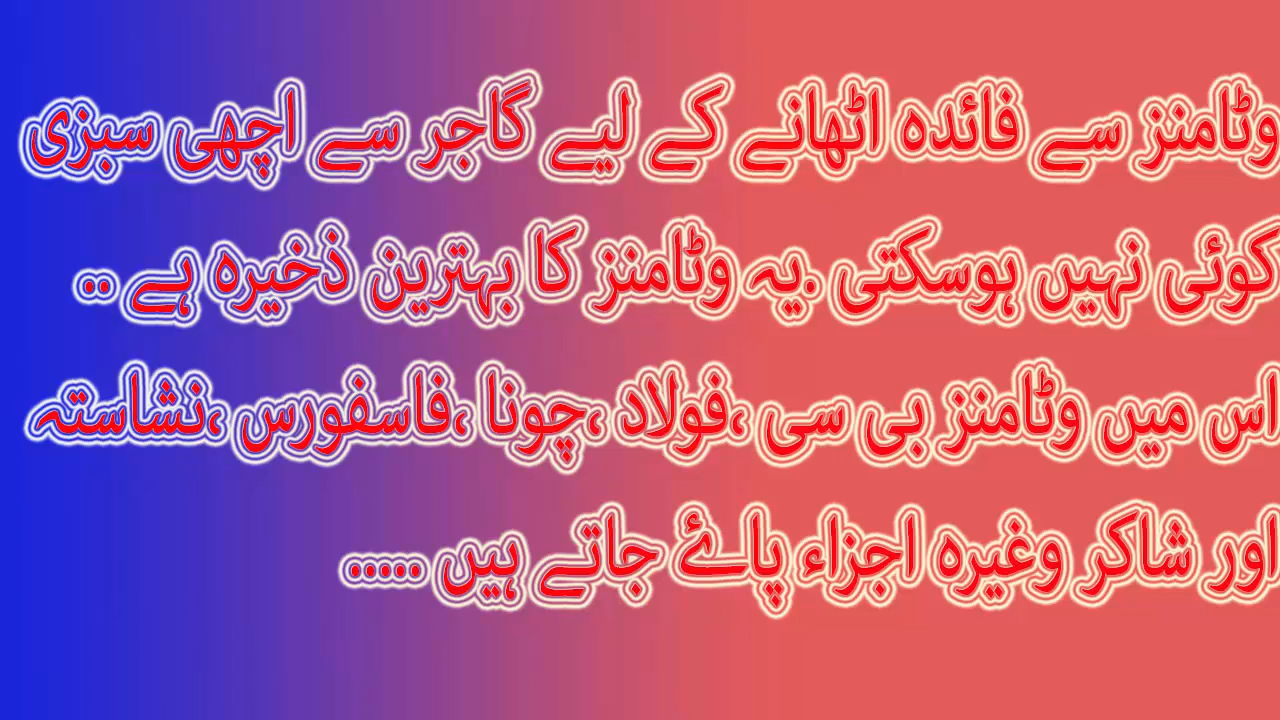 وٹامنز سے فائدہ اٹھانے کے لیے گاجر سے اچھی سبزی
کوئی نہیں ہوسکتی .یہ وٹامنز کا بہترین ذخیرہ ہے ..
اس میں وٹامنز بی سی ،فولاد ،چونا ،فاسفورس ،نشاستہ
اور شاکر وغیرہ اجزاء پائے جاتے ہیں .....